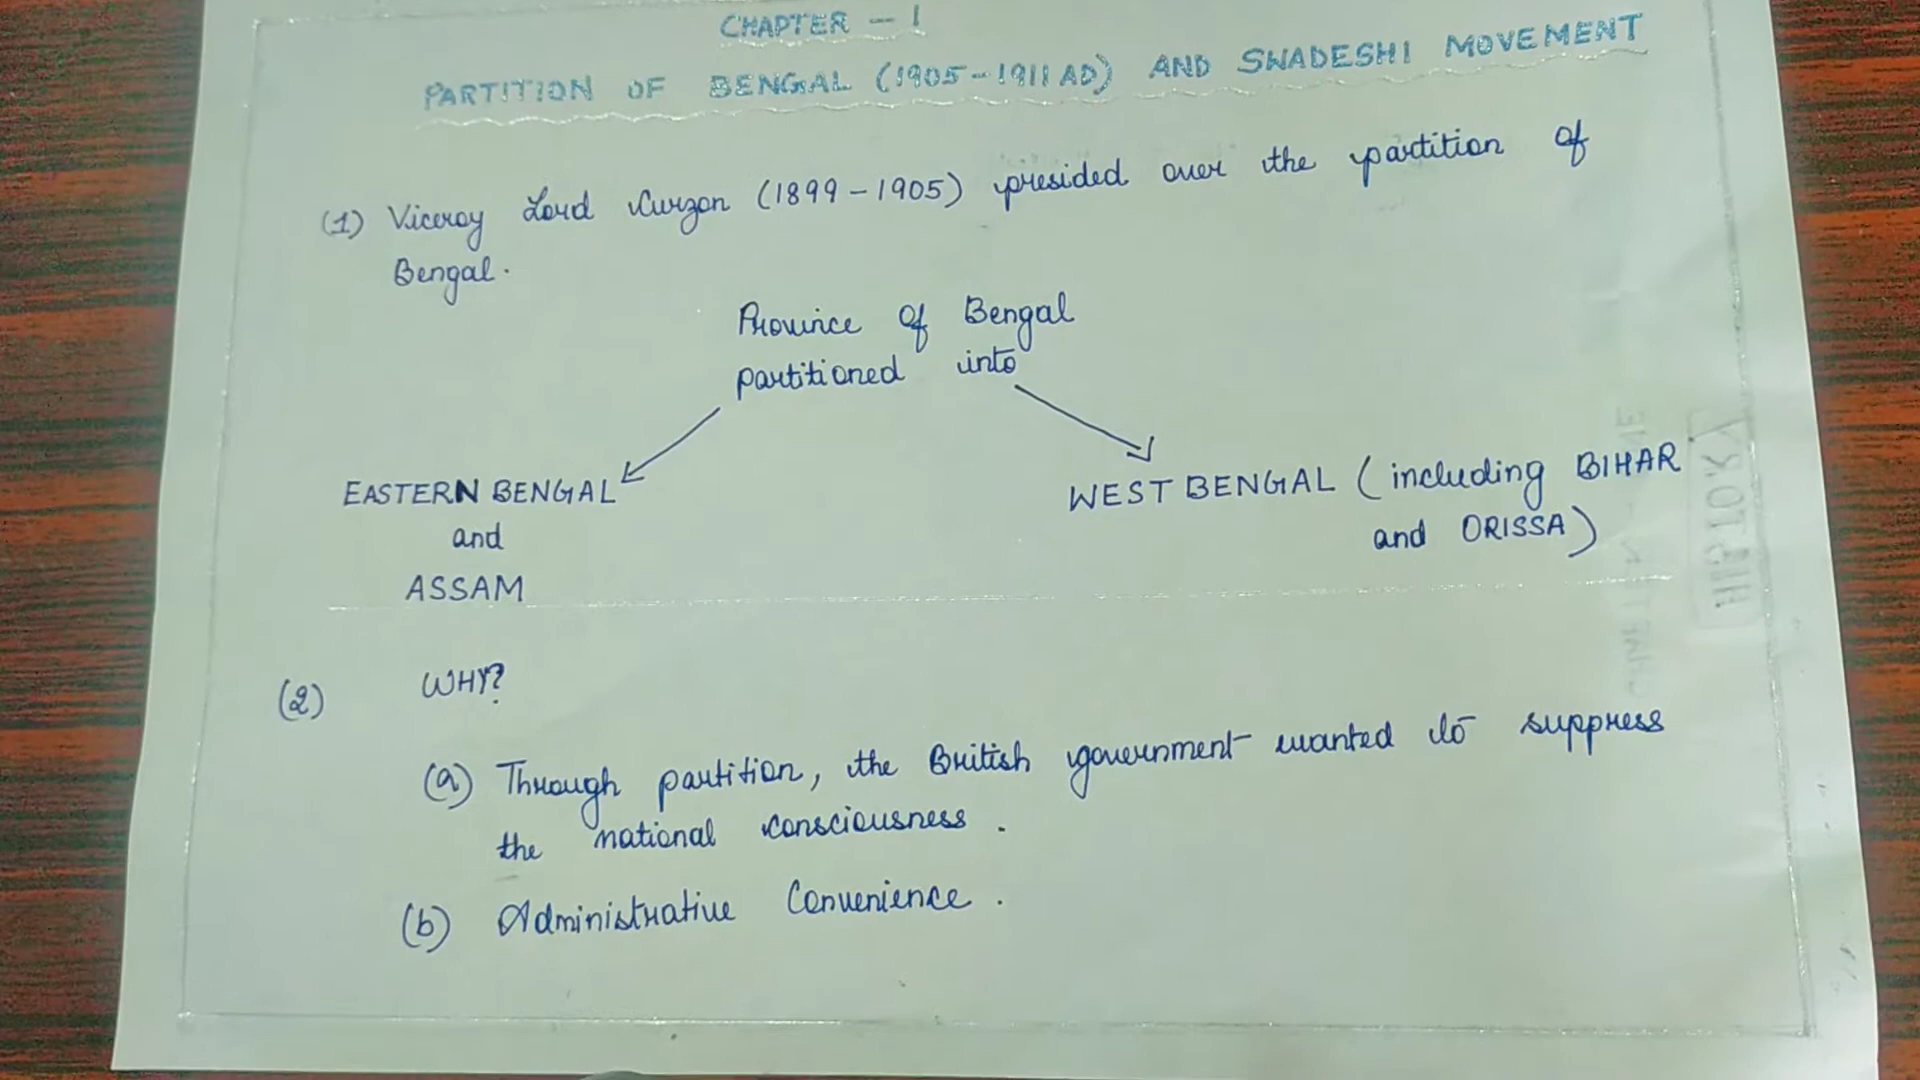 CHAPTER - 1
PARTITION OF BENGAL (1905-1911 AD) AND SWADESHI MOVEMENT
(1) Viceroy Lord Curzon (1899-1905) presided over the partition of
Bengal.
Province of Bengal
partitioned into
EASTERN BENGAL
and
ASSAM
WEST BENGAL (including BIHAR
and ORISSA)
(2) WHY?
(a) Through partition, the British government wanted to suppress
the national consciousness.
(b) Administrative Convenience.
HISTORY